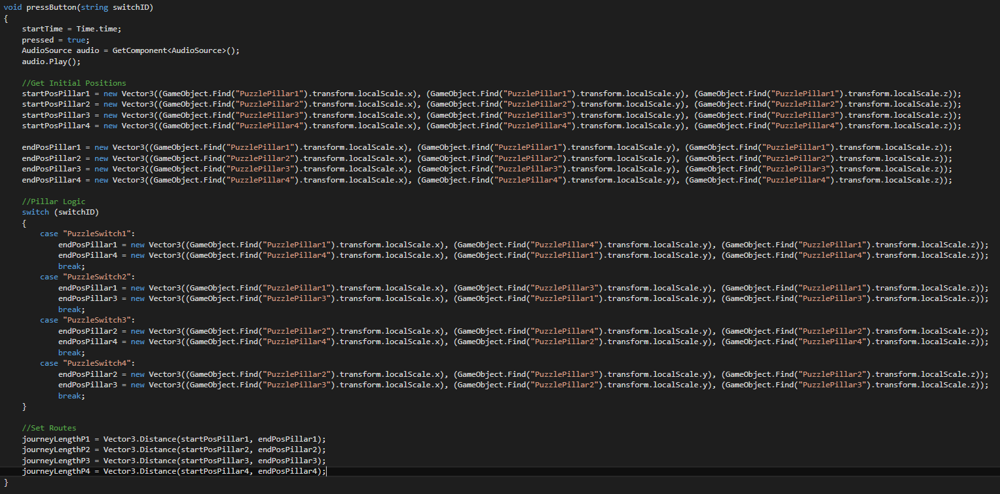 void pressButton(string switchID)
{
startTime = Time.time;
pressed = true;
AudioSource audio = GetComponent<AudioSource>();
audio.Play();
//Get Initial Positions
startPosPillar1 = new Vector3((GameObject.Find("PuzzlePillar1").transform.localScale.x), (GameObject.Find("PuzzlePillar1").transform.localScale.y), (GameObject.Find("PuzzlePillar1").transform.localScale.z));
startPosPillar2 = new Vector3((GameObject.Find("PuzzlePillar2").transform.localScale.x), (GameObject.Find("PuzzlePillar2").transform.localScale.y), (GameObject.Find("PuzzlePillar2").transform.localScale.z));
startPosPillar3 = new Vector3((GameObject.Find("PuzzlePillar3").transform.localScale.x), (GameObject.Find("PuzzlePillar3").transform.localScale.y), (GameObject.Find("PuzzlePillar3").transform.localScale.z));
startPosPillar4 = new Vector3((GameObject.Find("PuzzlePillar4").transform.localScale.x), (GameObject.Find("PuzzlePillar4").transform.localScale.y), (GameObject.Find("PuzzlePillar4").transform.localScale.z));
endPosPillar1 = new Vector3((GameObject.Find("PuzzlePillar1").transform.localScale.x), (GameObject.Find("PuzzlePillar1").transform.localScale.y), (GameObject.Find("PuzzlePillar1").transform.localScale.z));
endPosPillar2 = new Vector3((GameObject.Find("PuzzlePillar2").transform.localScale.x), (GameObject.Find("PuzzlePillar2").transform.localScale.y), (GameObject.Find("PuzzlePillar2").transform.localScale.z));
endPosPillar3 = new Vector3((GameObject.Find("PuzzlePillar3").transform.localScale.x), (GameObject.Find("PuzzlePillar3").transform.localScale.y), (GameObject.Find("PuzzlePillar3").transform.localScale.z));
endPosPillar4 = new Vector3((GameObject.Find("PuzzlePillar4").transform.localScale.x), (GameObject.Find("PuzzlePillar4").transform.localScale.y), (GameObject.Find("PuzzlePillar4").transform.localScale.z));
//Pillar Logic
switch (switchID)
{
case "PuzzleSwitch1":
endPosPillar1 = new Vector3((GameObject.Find("PuzzlePillar1").transform.localScale.x), (GameObject.Find("PuzzlePillar4").transform.localScale.y), (GameObject.Find("PuzzlePillar1").transform.localScale.z));
endPosPillar4 = new Vector3((GameObject.Find("PuzzlePillar4").transform.localScale.x), (GameObject.Find("PuzzlePillar1").transform.localScale.y), (GameObject.Find("PuzzlePillar4").transform.localScale.z));
break;
case "PuzzleSwitch2":
endPosPillar1 = new Vector3((GameObject.Find("PuzzlePillar1").transform.localScale.x), (GameObject.Find("PuzzlePillar3").transform.localScale.y), (GameObject.Find("PuzzlePillar1").transform.localScale.z));
endPosPillar3 = new Vector3((GameObject.Find("PuzzlePillar3").transform.localScale.x), (GameObject.Find("PuzzlePillar1").transform.localScale.y), (GameObject.Find("PuzzlePillar3").transform.localScale.z));
break;
case "PuzzleSwitch3":
endPosPillar2 = new Vector3((GameObject.Find("PuzzlePillar2").transform.localScale.x), (GameObject.Find("PuzzlePillar4").transform.localScale.y), (GameObject.Find("PuzzlePillar2").transform.localScale.z));
endPosPillar4 = new Vector3((GameObject.Find("PuzzlePillar4").transform.localScale.x), (GameObject.Find("PuzzlePillar2").transform.localScale.y), (GameObject.Find("PuzzlePillar4").transform.localScale.z));
break;
case "PuzzleSwitch4":
endPosPillar2 = new Vector3((GameObject.Find("PuzzlePillar2").transform.localScale.x), (GameObject.Find("PuzzlePillar3").transform.localScale.y), (GameObject.Find("PuzzlePillar2").transform.localScale.z));
endPosPillar3 = new Vector3((GameObject.Find("PuzzlePillar3").transform.localScale.x), (GameObject.Find("PuzzlePillar2").transform.localScale.y), (GameObject.Find("PuzzlePillar3").transform.localScale.z));
break;
}
//Set Routes
journeyLengthP1 = Vector3.Distance(startPosPillar1, endPosPillar1);
journeyLengthP2 = Vector3.Distance(startPosPillar2, endPosPillar2);
journeyLengthP3 = Vector3.Distance(startPosPillar3, endPosPillar3);
journeyLengthP4 = Vector3.Distance(startPosPillar4, endPosPillar4);
}